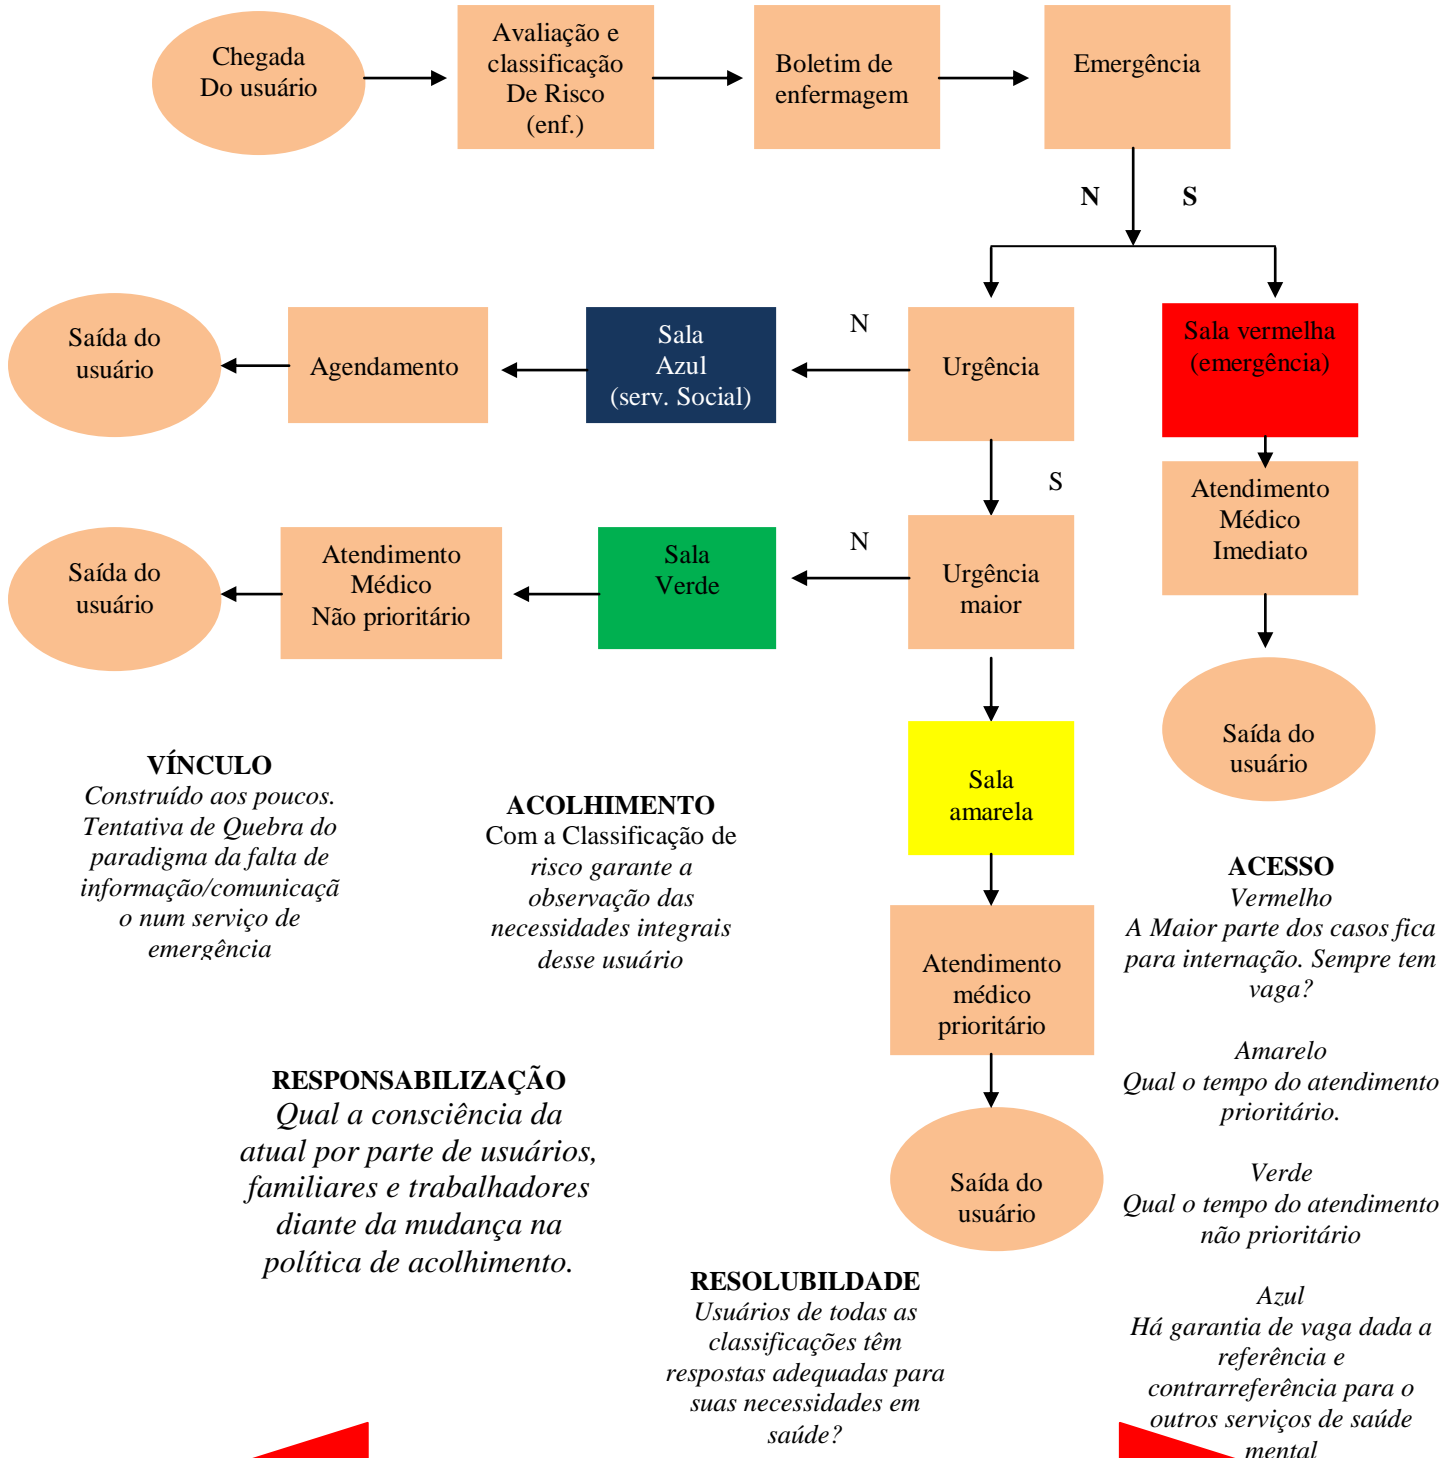 Chegada
Do usuário
Avaliação e
classificação
De Risco
(enf.)
Boletim de
enfermagem
Emergência
N
S
Saída do
usuário
Agendamento
Sala
Azul
(serv. Social)
N
Urgência
Sala vermelha
(emergência)
S
Atendimento
Médico
Imediato
Saída do
usuário
Atendimento
Médico
Não prioritário
Sala
Verde
N
Urgência
maior
Saída do
usuário
Sala
amarela
VÍNCULO
Construído aos poucos.
Tentativa de Quebra do
paradigma da falta de
informação/comunicaçã
o num serviço de
emergência
ACOLHIMENTO
Com a Classificação de
risco garante a
observação das
necessidades integrais
desse usuário
Atendimento
médico
prioritário
Saída do
usuário
ACESSO
Vermelho
A Maior parte dos casos fica
para internação. Sempre tem
vaga?
Amarelo
Qual o tempo do atendimento
prioritário.
Verde
Qual o tempo do atendimento
não prioritário
Azul
Há garantia de vaga dada a
referência e
contrarreferência para o
outros serviços de saúde
mental
RESPONSABILIZAÇÃO
Qual a consciência da
atual por parte de usuários,
familiares e trabalhadores
diante da mudança na
política de acolhimento.
RESOLUBILDADE
Usuários de todas as
classificações têm
respostas adequadas para
suas necessidades em
saúde?